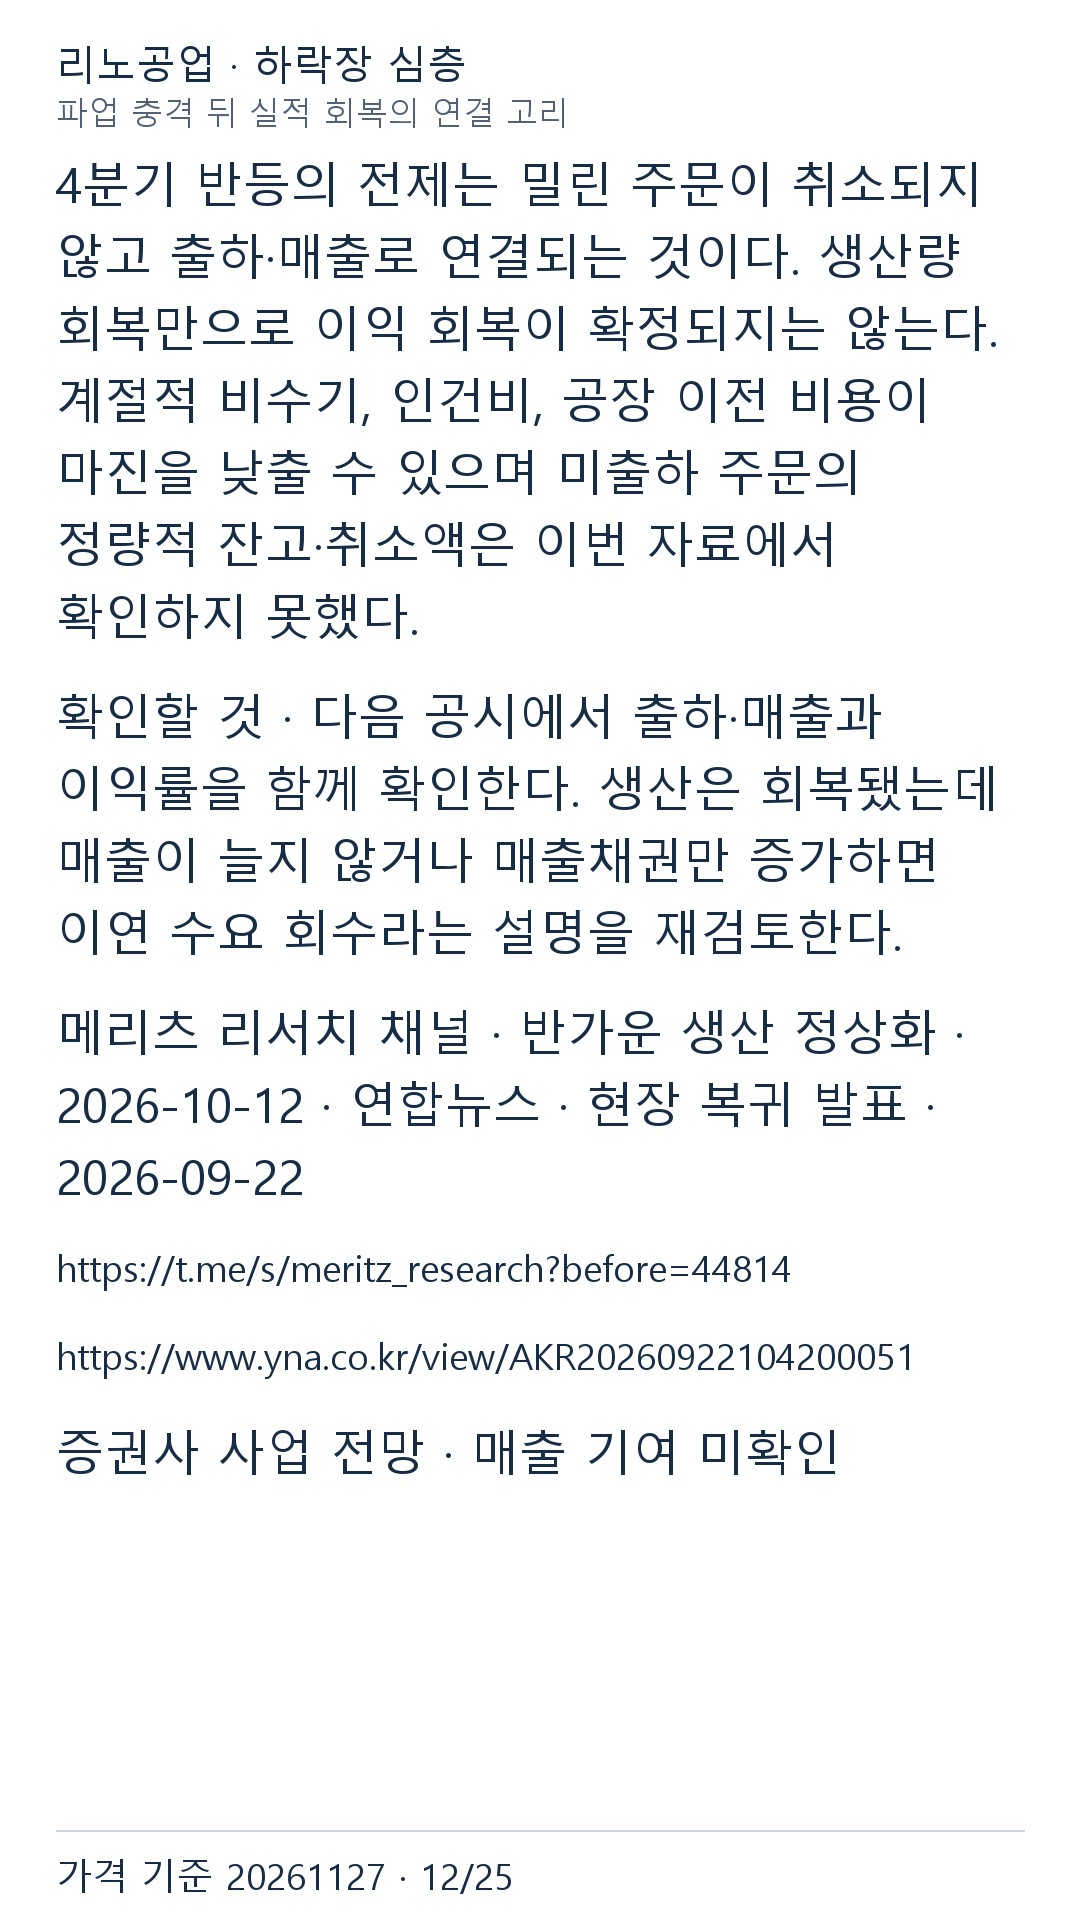 리노공업 · 하락장 심층
파업 충격 뒤 실적 회복의 연결 고리
4분기 반등의 전제는 밀린 주문이 취소되지
않고 출하·매출로 연결되는 것이다. 생산량
회복만으로 이익 회복이 확정되지는 않는다.
계절적 비수기, 인건비, 공장 이전 비용이
마진을 낮출 수 있으며 미출하 주문의
정량적 잔고·취소액은 이번 자료에서
확인하지 못했다.
확인할 것 · 다음 공시에서 출하·매출과
이익률을 함께 확인한다. 생산은 회복됐는데
매출이 늘지 않거나 매출채권만 증가하면
이연 수요 회수라는 설명을 재검토한다.
메리츠 리서치 채널 · 반가운 생산 정상화 ·
2026-10-12 · 연합뉴스 · 현장 복귀 발표 ·
2026-09-22
https://t.me/s/meritz_research?before=44814
https://www.yna.co.kr/view/AKR20260922104200051
증권사 사업 전망 · 매출 기여 미확인
가격 기준 20261127 · 12/25